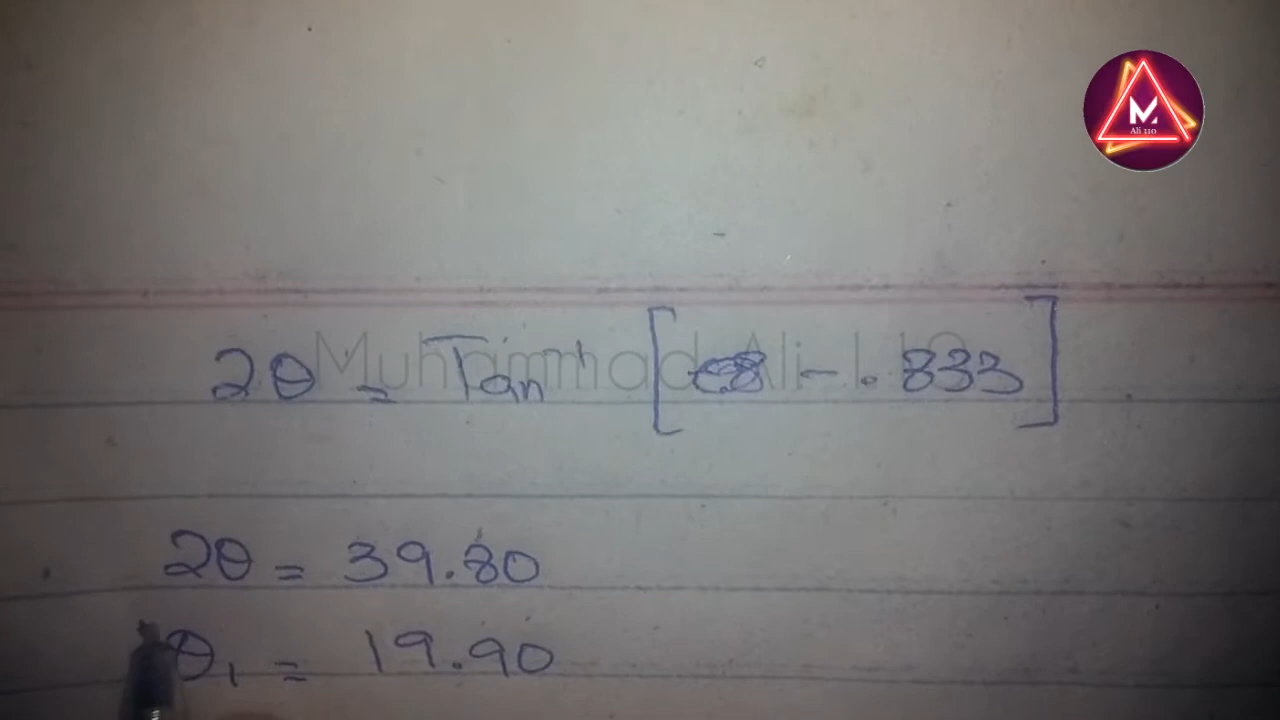 M
Ali 110
Muhammad Ali 110
2θ = Tan⁻¹ [ - .833]
2θ = 39.80
θ₁ = 19.90